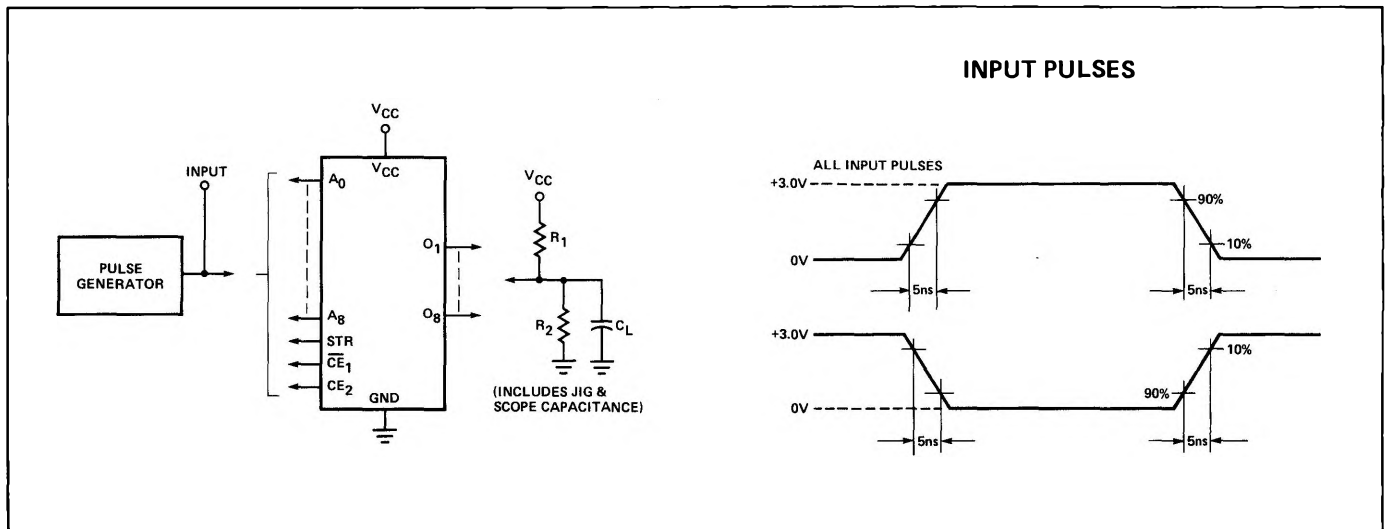 INPUT PULSES
VCC
INPUT
VCC
A0
VCC
R1
O1
PULSE
GENERATOR
A8
O8
R2
CL
STR
C̅E̅1
CE2
GND
(INCLUDES JIG &
SCOPE CAPACITANCE)
ALL INPUT PULSES
+3.0V
90%
10%
0V
5ns
5ns
+3.0V
10%
90%
0V
5ns
5ns